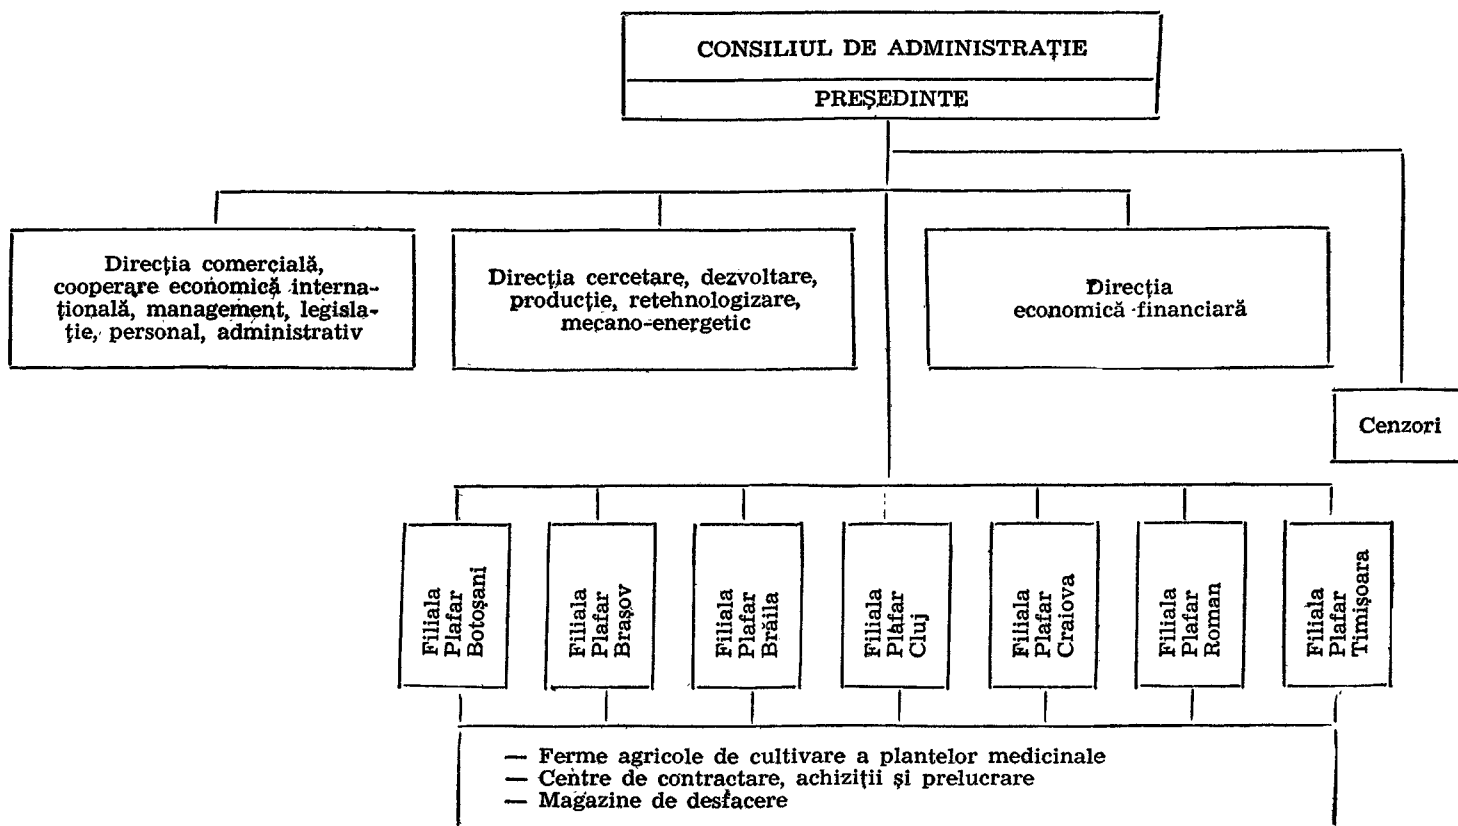 CONSILIUL DE ADMINISTRAȚIE
PREȘEDINTE
Direcția comercială,
cooperare economică interna-
țională, management, legisla-
ție, personal, administrativ
Direcția cercetare, dezvoltare,
producție, retehnologizare,
mecano-energetic
Direcția
economică financiară
Cenzori
Filiala
Plafar
Botoșani
Filiala
Plafar
Brașov
Filiala
Plafar
Brăila
Filiala
Plafar
Cluj
Filiala
Plafar
Craiova
Filiala
Plafar
Roman
Filiala
Plafar
Timișoara
— Ferme agricole de cultivare a plantelor medicinale
— Centre de contractare, achiziții și prelucrare
— Magazine de desfacere